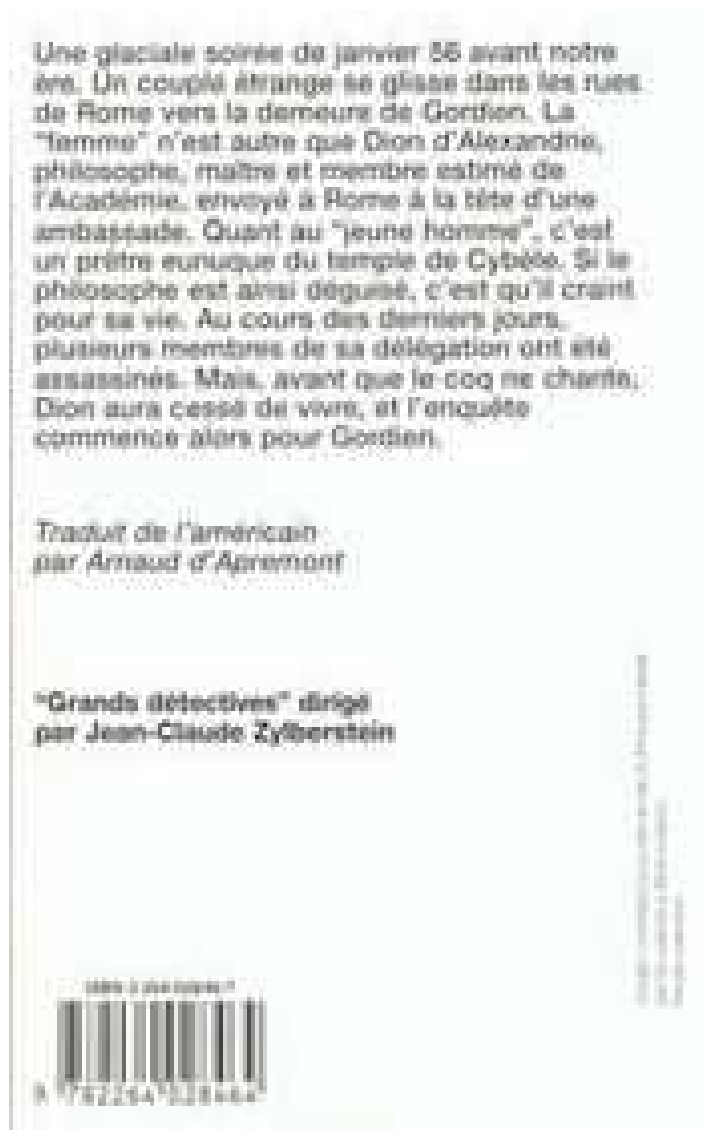 Une glaciale soirée de janvier 56 avant notre
ère. Un couple étrange se glisse dans les rues
de Rome vers la demeure de Gordien. La
"femme" n'est autre que Dion d'Alexandrie,
philosophe, maître et membre estimé de
l'Académie, envoyé à Rome à la tête d'une
ambassade. Quant au "jeune homme", c'est
un prêtre eunuque du temple de Cybèle. Si le
philosophe est ainsi déguisé, c'est qu'il craint
pour sa vie. Au cours des derniers jours,
plusieurs membres de sa délégation ont été
assassinés. Mais, avant que le coq ne chante,
Dion aura cessé de vivre, et l'enquête
commence alors pour Gordien.
Traduit de l'américain
par Arnaud d'Apremont
"Grands détectives" dirigé
par Jean-Claude Zylberstein
9 782264 028464